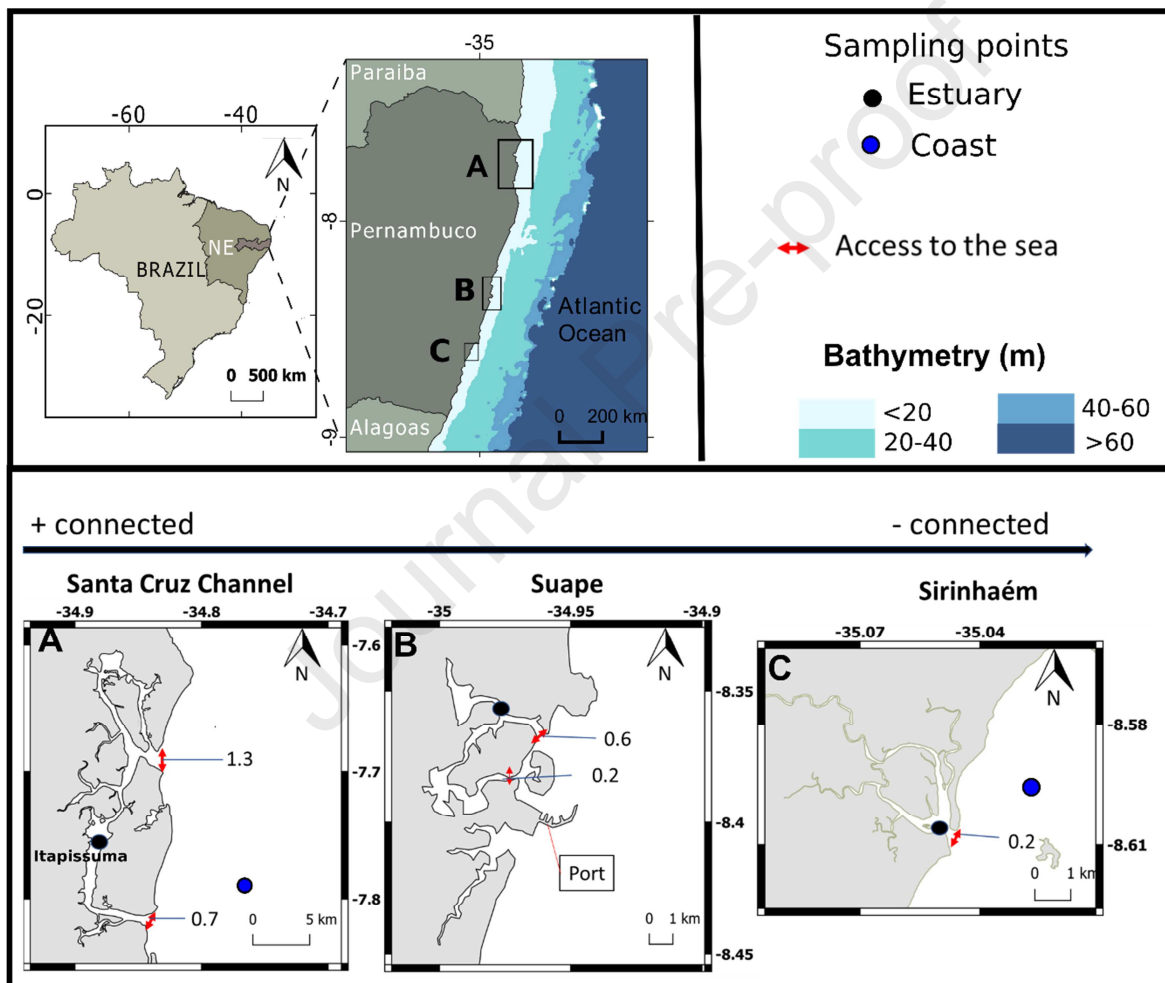 -60
-40
N
0
-20
NE
BRAZIL
0 500 km
-35
Paraiba
A
-8
Pernambuco
B
C
Atlantic
Ocean
Alagoas
-9
0 200 km
Sampling points
Estuary
Coast
Access to the sea
Bathymetry (m)
<20
20-40
40-60
>60
Journal Pre-proof
+ connected
- connected
Santa Cruz Channel
-34.9
-34.8
-34.7
A
N
-7.6
-7.7
-7.8
1.3
Itapissuma
0.7
0 5 km
Suape
-35
-34.95
-34.9
B
N
-8.35
-8.4
-8.45
0.6
0.2
Port
0 1 km
Sirinhaém
-35.07
-35.04
C
N
-8.58
-8.61
0.2
0 1 km